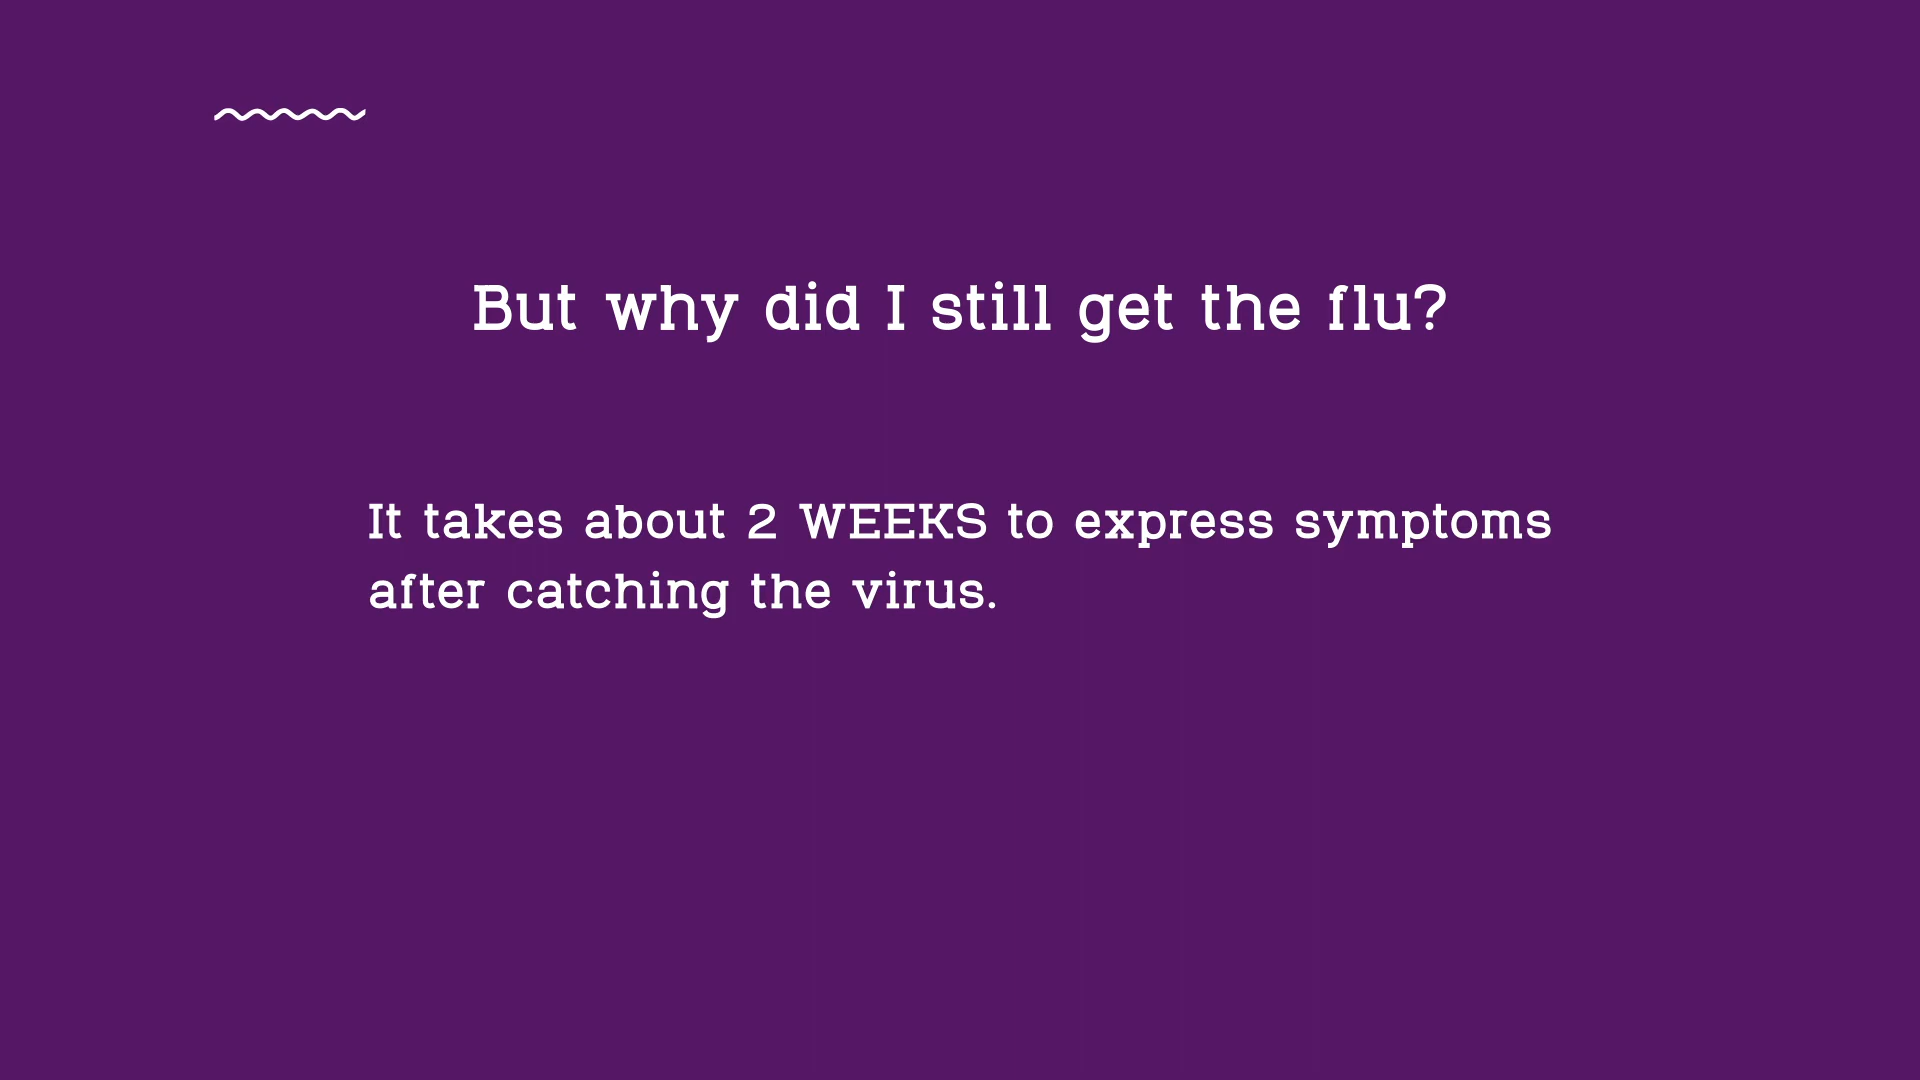 But why did I still get the flu?
It takes about 2 WEEKS to express symptoms
after catching the virus.